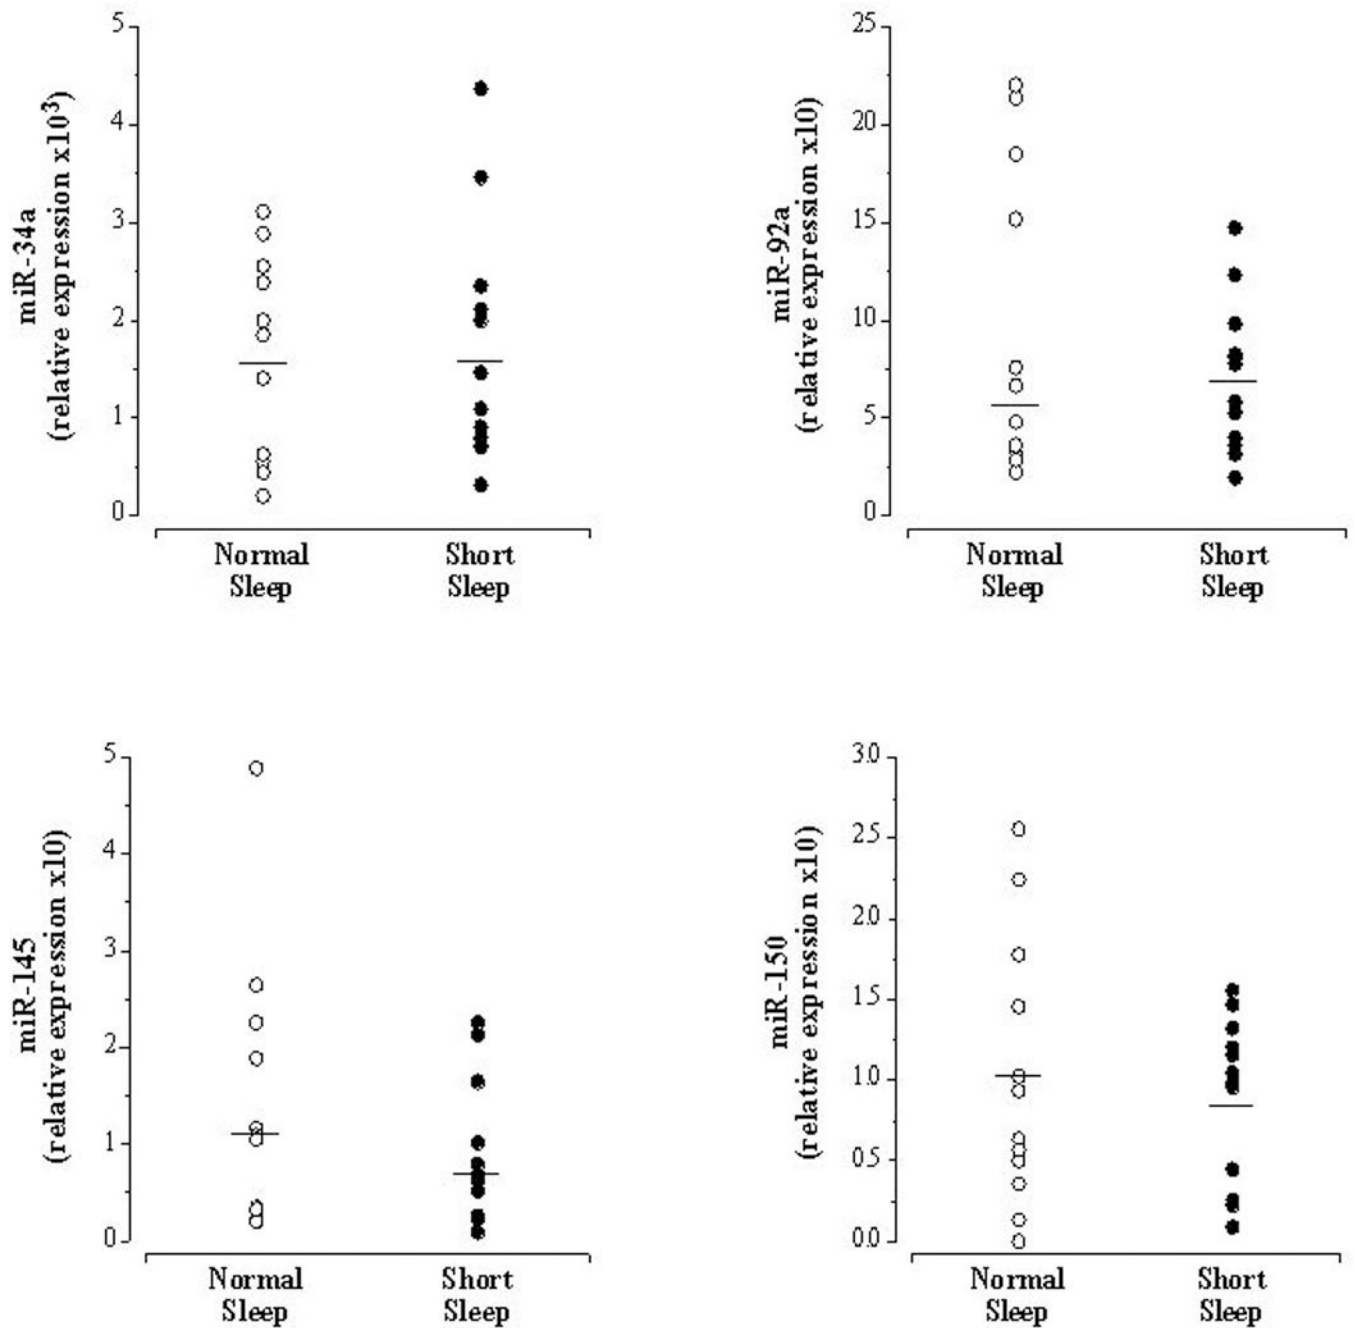 miR-34a
(relative expression x10³)
5
4
3
2
1
0
Normal Sleep
Short Sleep
miR-92a
(relative expression x10)
25
20
15
10
5
0
Normal Sleep
Short Sleep
miR-145
(relative expression x10)
5
4
3
2
1
0
Normal Sleep
Short Sleep
miR-150
(relative expression x10)
3.0
2.5
2.0
1.5
1.0
0.5
0.0
Normal Sleep
Short Sleep